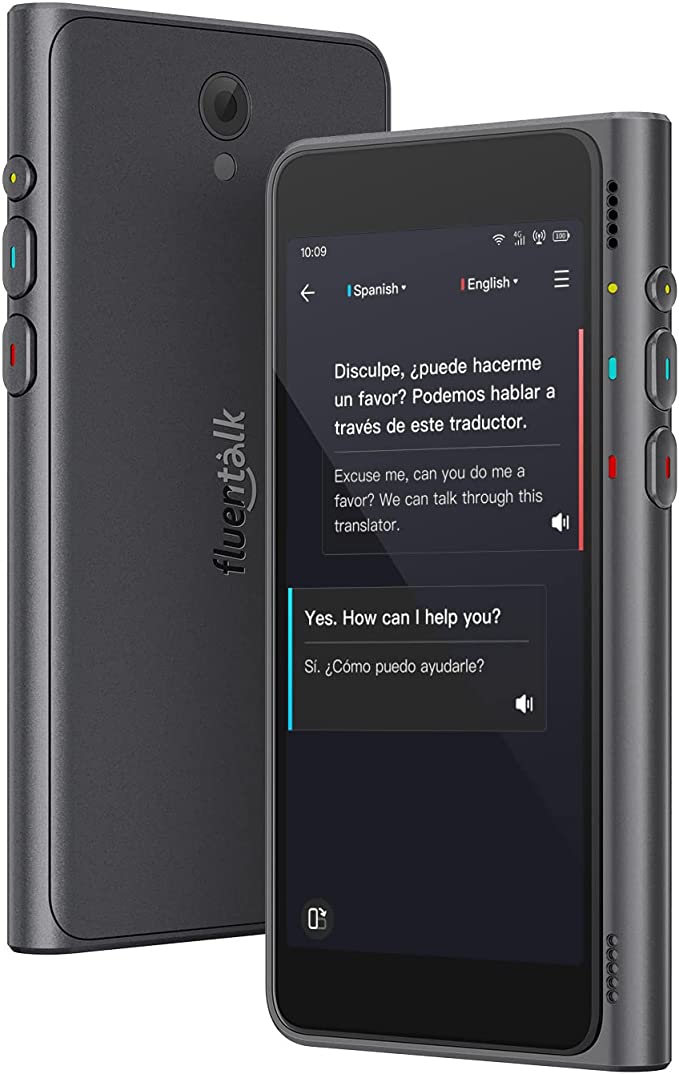 fluentalk
10:09
4G
100
Spanish
English
Disculpe, ¿puede hacerme
un favor? Podemos hablar a
través de este traductor.
Excuse me, can you do me a
favor? We can talk through this
translator.
Yes. How can I help you?
Sí. ¿Cómo puedo ayudarle?